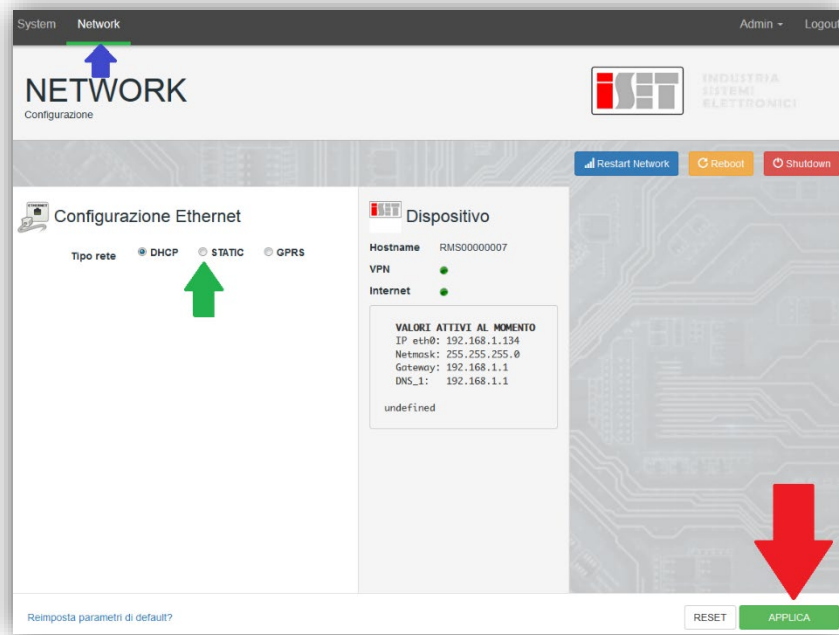 System Network Admin Logout
NETWORK
Configurazione
iSET
INDUSTRIA
SISTEMI
ELETTRONICI
Restart Network Reboot Shutdown
Configurazione Ethernet
Tipo rete DHCP STATIC GPRS
iSET Dispositivo
Hostname RMS00000007
VPN
Internet
VALORI ATTIVI AL MOMENTO
IP eth0: 192.168.1.134
Netmask: 255.255.255.0
Gateway: 192.168.1.1
DNS_1: 192.168.1.1
undefined
Reimposta parametri di default? RESET APPLICA